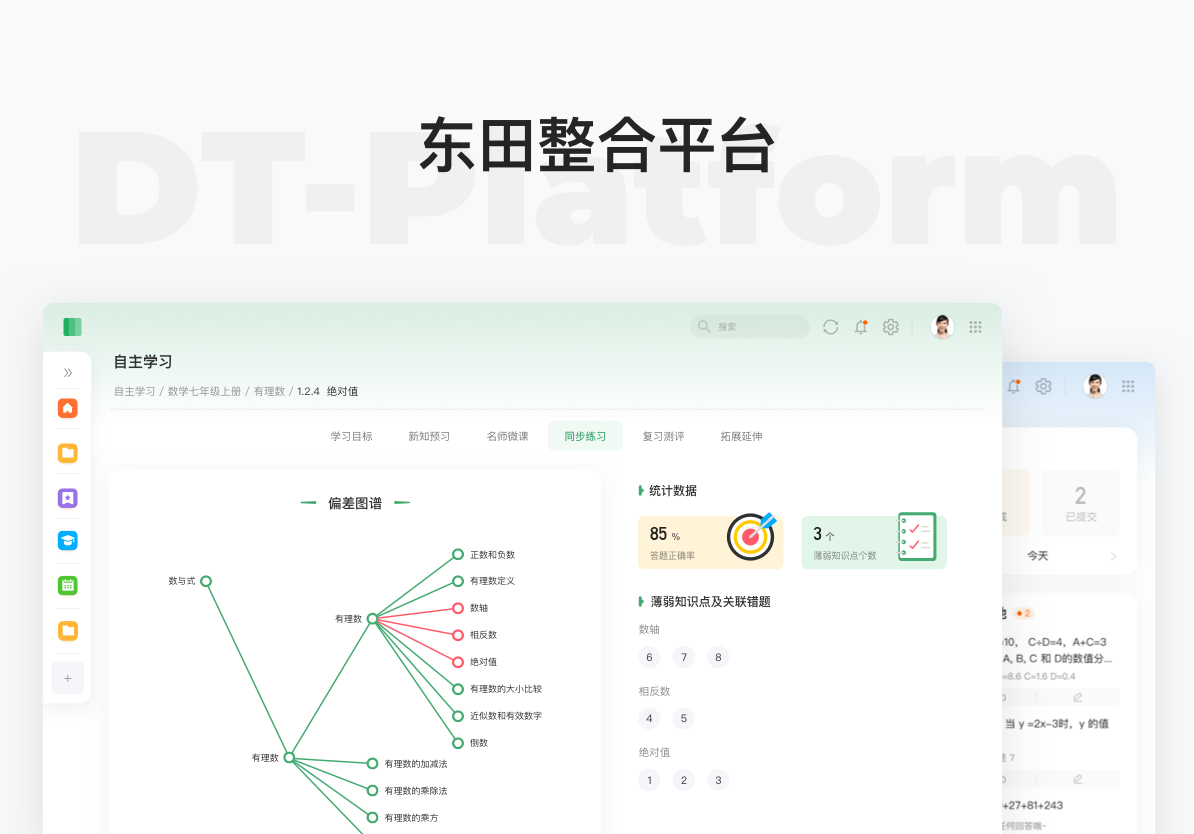 DT-Platform
东田整合平台
搜索
自主学习
自主学习 / 数学七年级上册 / 有理数 / 1.2.4 绝对值
学习目标 新知预习 名师微课 同步练习 复习测评 拓展延伸
偏差图谱
数与式
有理数
正数和负数
有理数定义
数轴
相反数
绝对值
有理数的大小比较
近似数和有效数字
倒数
有理数
有理数的加减法
有理数的乘除法
有理数的乘方
统计数据
85 %
答题正确率
3 个
薄弱知识点个数
薄弱知识点及关联错题
数轴
6 7 8
相反数
4 5
绝对值
1 2 3
2
已提交
今天
2
=10, C÷D=4, A+C=3
A, B, C 和 D的数值分...
=8.6 C=1.6 D=0.4
当 y =2x−3时, y 的值
7
+27+81+243
任何回答哦~